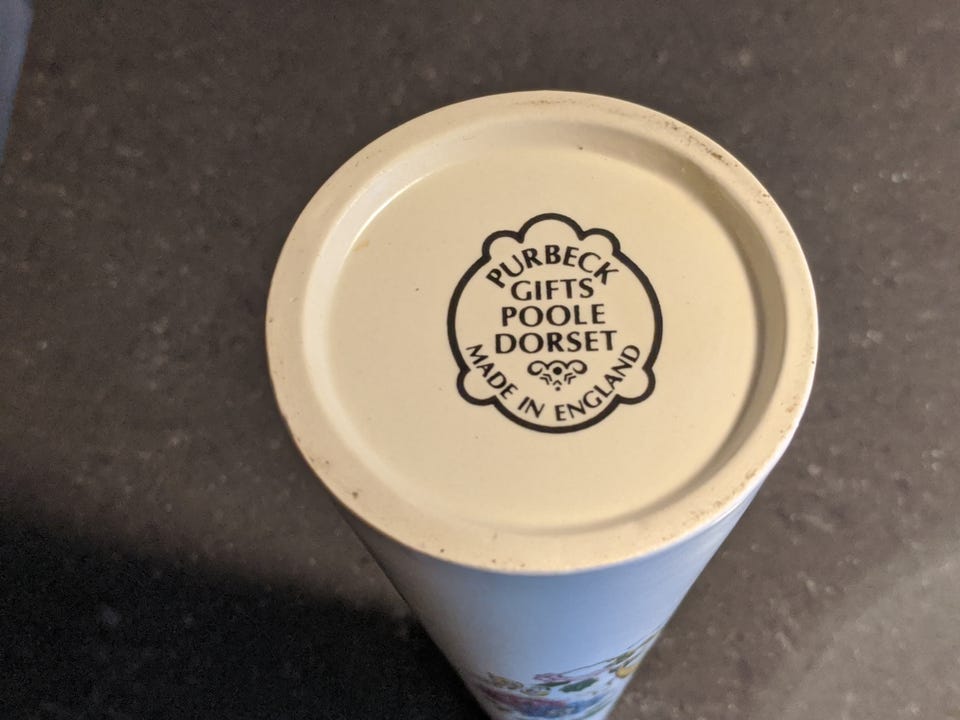 PURBECK
GIFTS
POOLE
DORSET
MADE IN ENGLAND